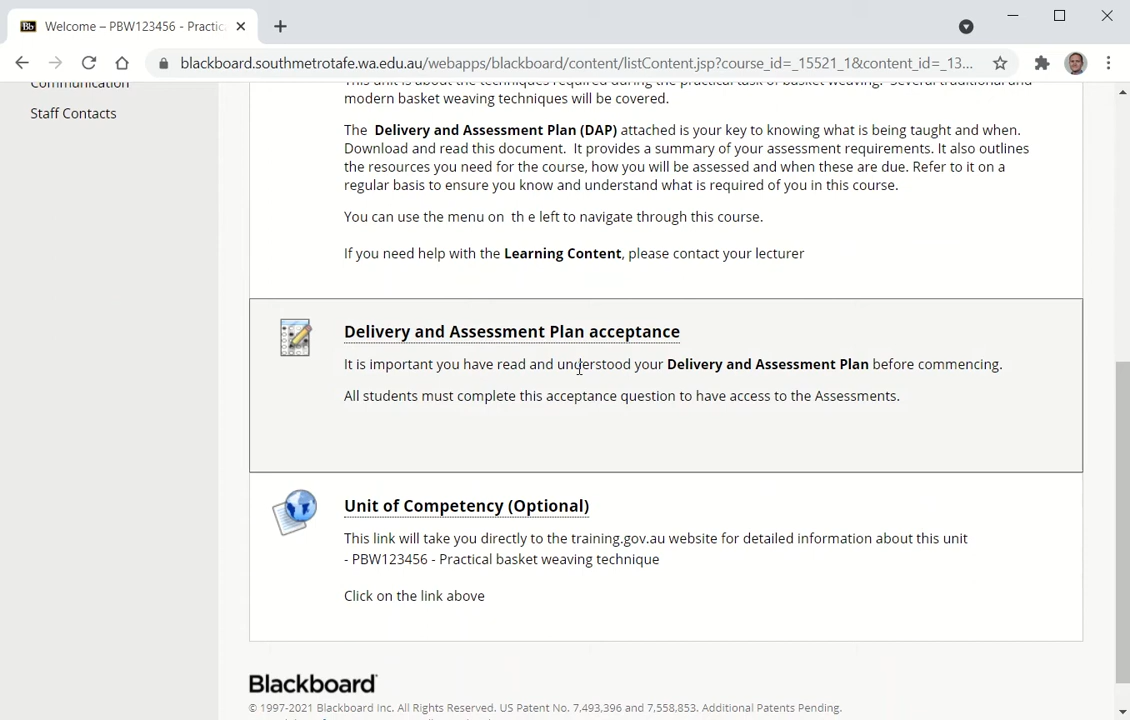 Bb Welcome – PBW123456 - Practic
blackboard.southmetrotafe.wa.edu.au/webapps/blackboard/content/listContent.jsp?course_id=_15521_1&content_id=_13...
Communication
Staff Contacts
modern basket weaving techniques will be covered.
The Delivery and Assessment Plan (DAP) attached is your key to knowing what is being taught and when.
Download and read this document. It provides a summary of your assessment requirements. It also outlines
the resources you need for the course, how you will be assessed and when these are due. Refer to it on a
regular basis to ensure you know and understand what is required of you in this course.
You can use the menu on th e left to navigate through this course.
If you need help with the Learning Content, please contact your lecturer
Delivery and Assessment Plan acceptance
It is important you have read and understood your Delivery and Assessment Plan before commencing.
All students must complete this acceptance question to have access to the Assessments.
Unit of Competency (Optional)
This link will take you directly to the training.gov.au website for detailed information about this unit
- PBW123456 - Practical basket weaving technique
Click on the link above
Blackboard
© 1997-2021 Blackboard Inc. All Rights Reserved. US Patent No. 7,493,396 and 7,558,853. Additional Patents Pending.